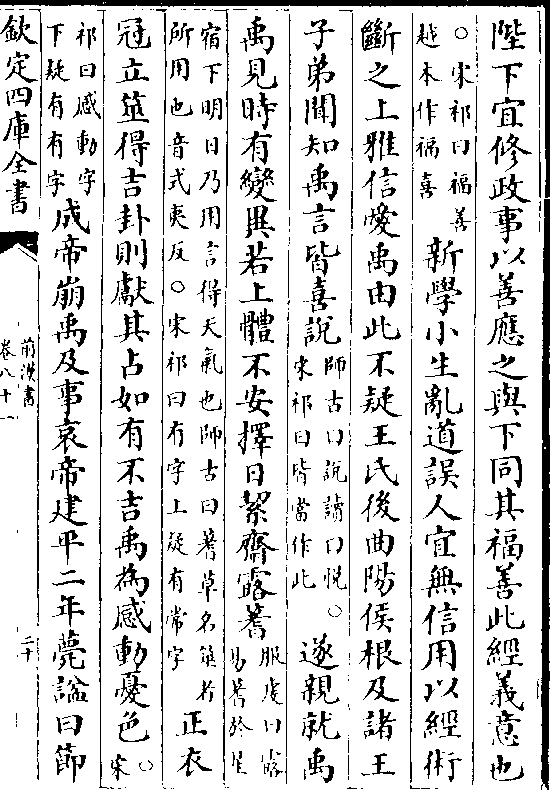 陛下宜修政事以善應之與下同其福善此經義意也
○宋祁曰福善
越本作福喜
新學小生亂道誤人宜無信用以經術
斷之上雅信愛禹由此不疑王氏後曲陽侯根及諸王
子弟聞知禹言皆喜說
師古曰說讀曰悅○
宋祁曰皆當作此
遂親就禹
禹見時有變異若上體不安擇日絜齋露蓍
服虔曰露
易蓍於星
宿下明日乃用言得天氣也師古曰蓍草名筮者
所用也音式夷反○宋祁曰有字上疑有常字
正衣
冠立筮得吉卦則獻其占如有不吉禹為感動憂色
○宋
祁曰感動字
下疑有有字
成帝崩禹及事哀帝建平二年薨諡曰節
欽定四庫全書
前漢書
卷八十一
二十